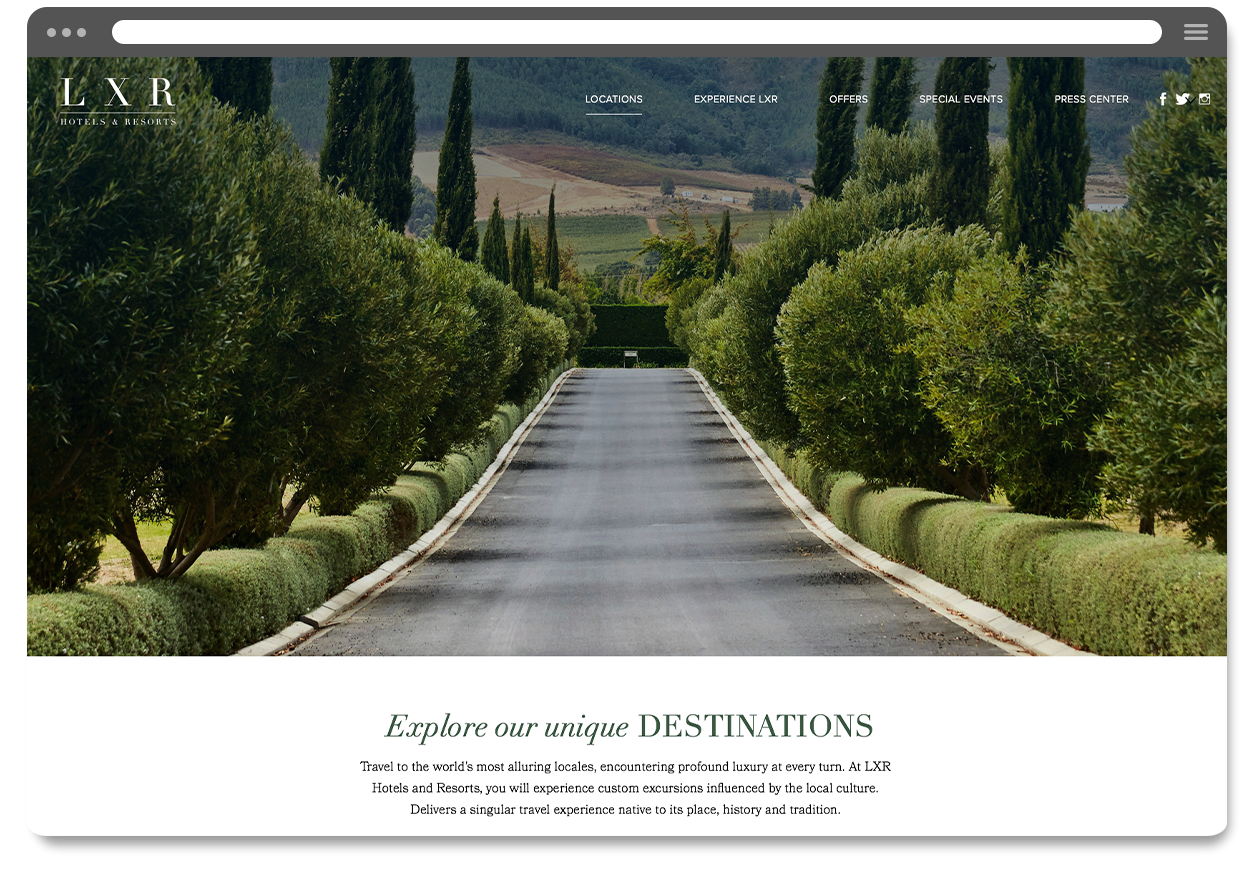 L X R
HOTELS & RESORTS
LOCATIONS EXPERIENCE LXR OFFERS SPECIAL EVENTS PRESS CENTER
Explore our unique DESTINATIONS
Travel to the world's most alluring locales, encountering profound luxury at every turn. At LXR
Hotels and Resorts, you will experience custom excursions influenced by the local culture.
Delivers a singular travel experience native to its place, history and tradition.